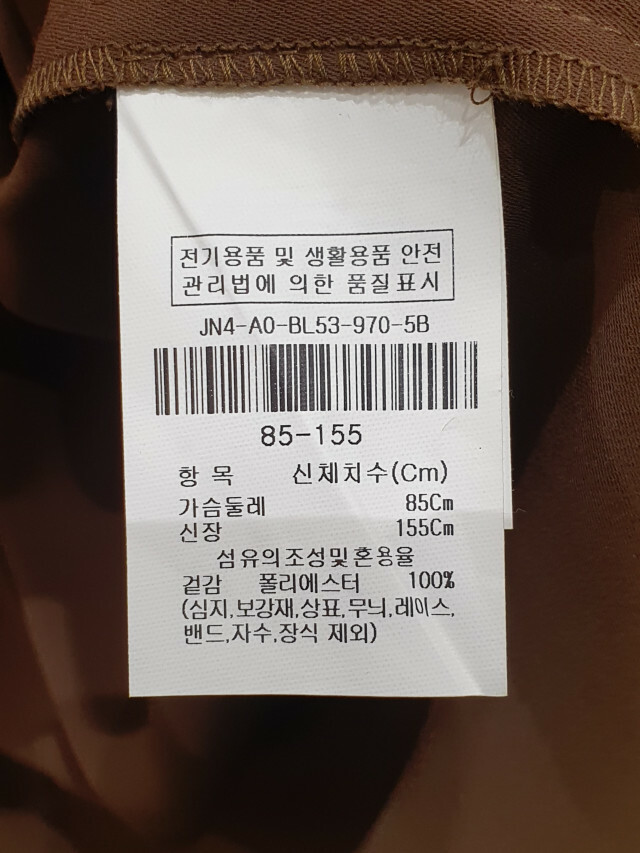 전기용품 및 생활용품 안전
관리법에 의한 품질표시
JN4-A0-BL53-970-5B
85-155
항 목 신체치수(Cm)
가슴둘레 85Cm
신장 155Cm
섬유의조성및혼용율
겉감 폴리에스터 100%
(심지,보강재,상표,무늬,레이스,
밴드,자수,장식 제외)